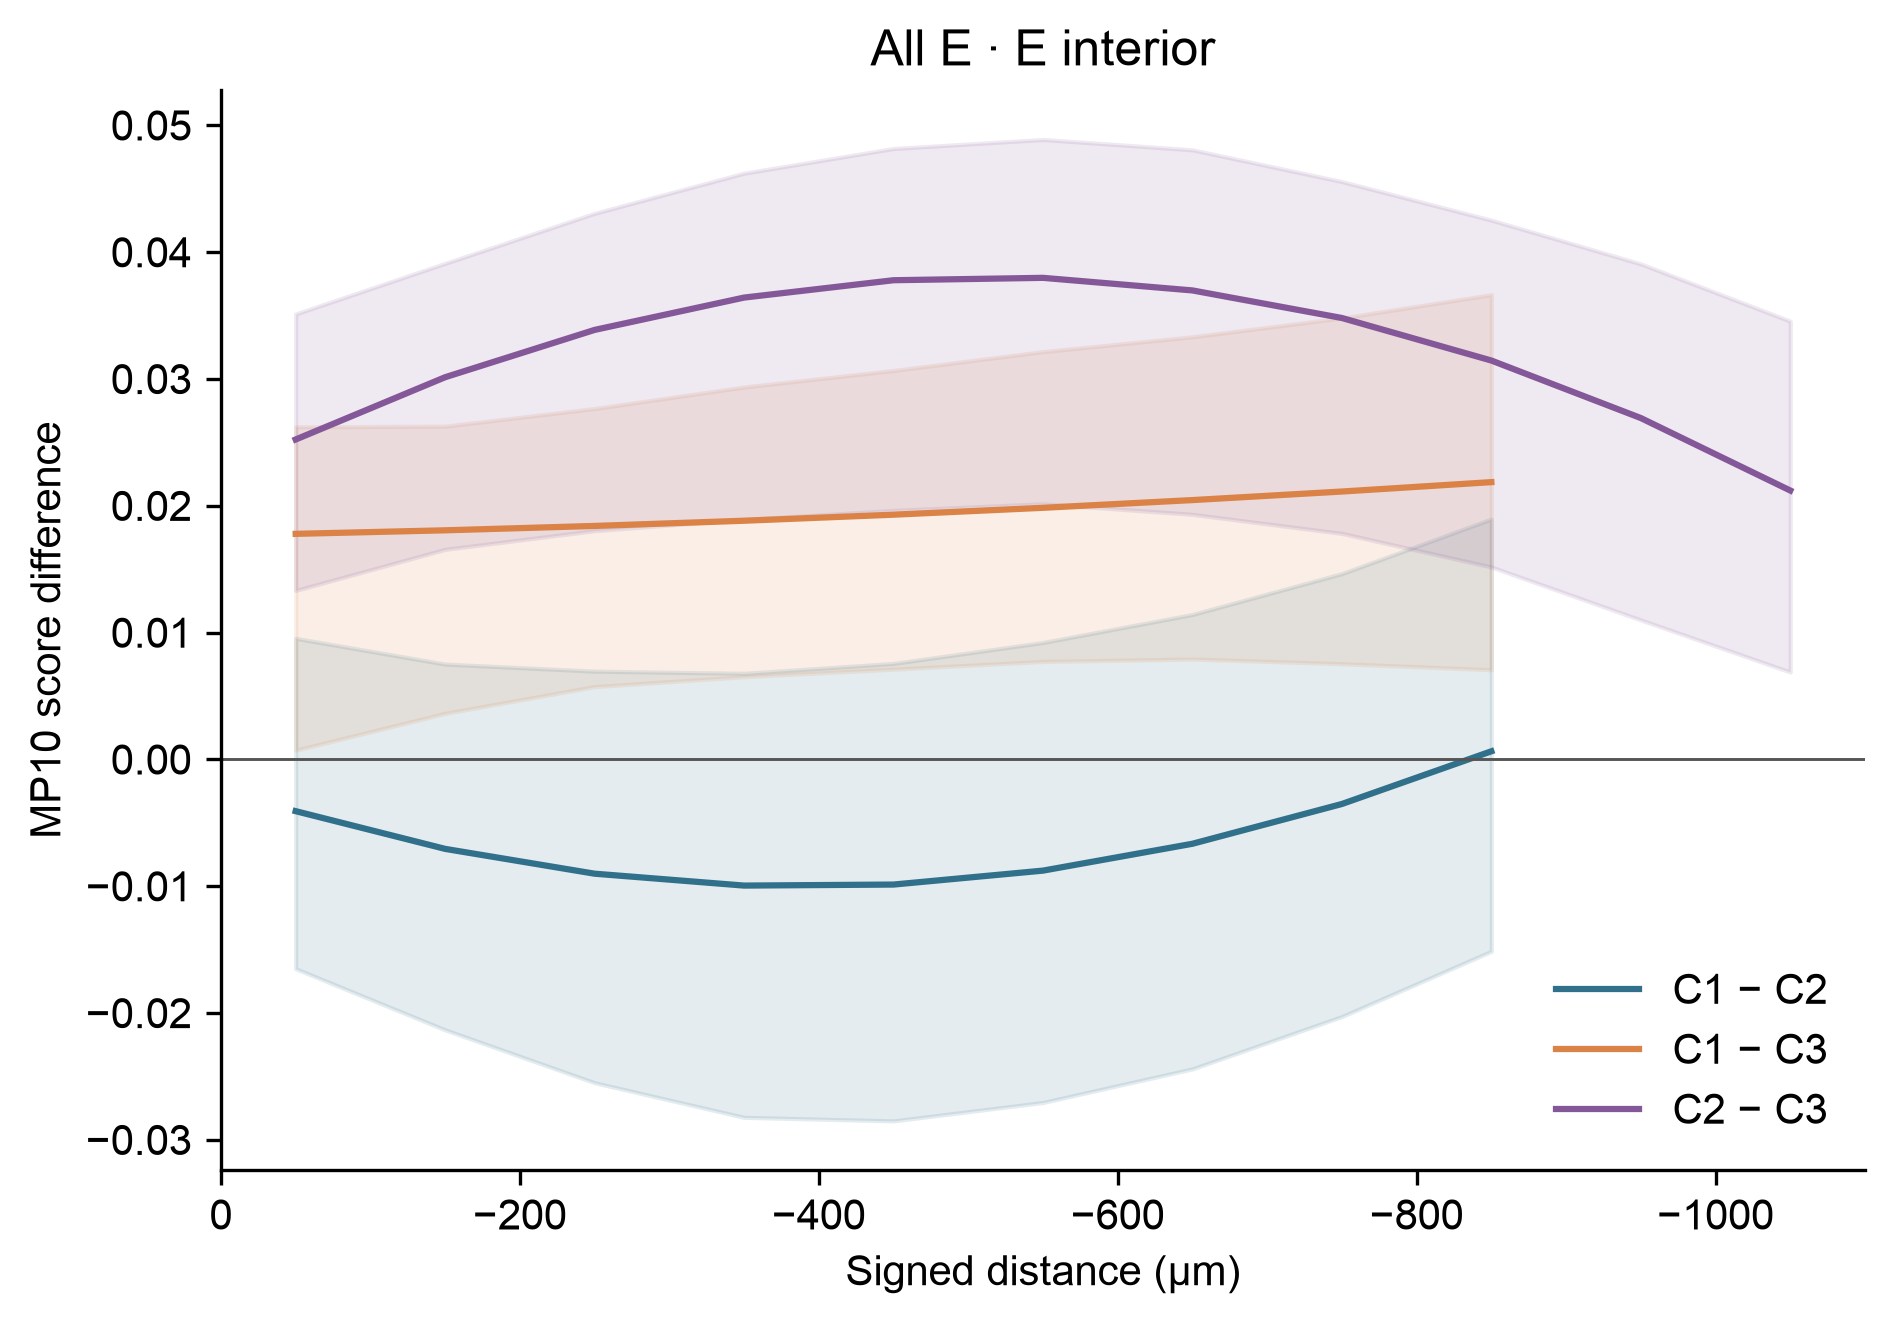 All E · E interior
0.05
0.04
0.03
0.02
0.01
0.00
−0.01
−0.02
−0.03
MP10 score difference
C1 − C2
C1 − C3
C2 − C3
0 −200 −400 −600 −800 −1000
Signed distance (μm)